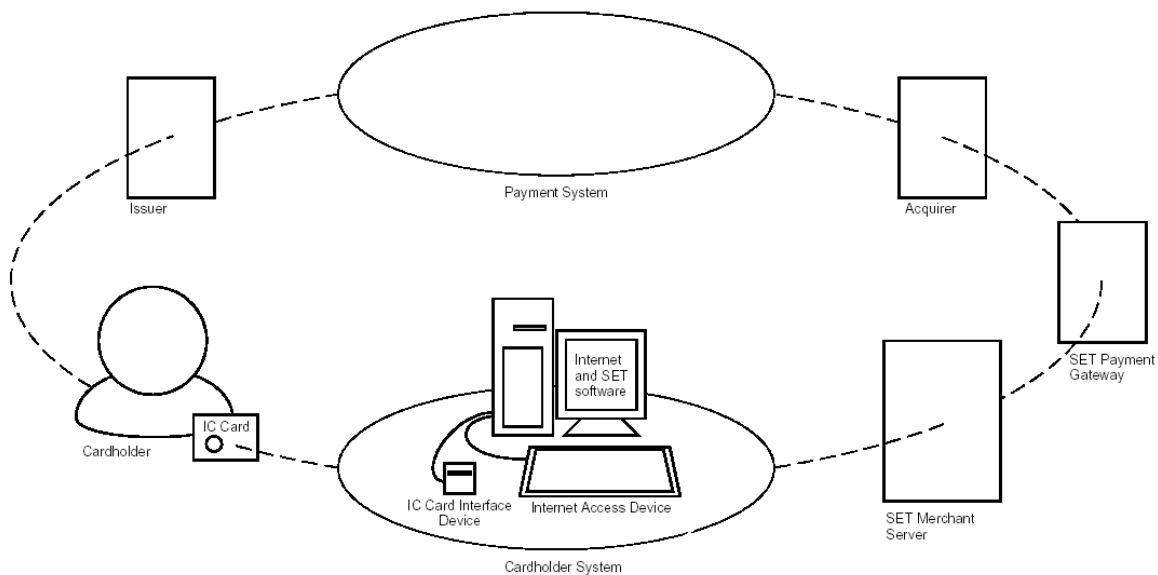 Payment System
Issuer
Acquirer
SET Payment
Gateway
Internet
and SET
software
IC Card
Cardholder
IC Card Interface
Device
Internet Access Device
SET Merchant
Server
Cardholder System